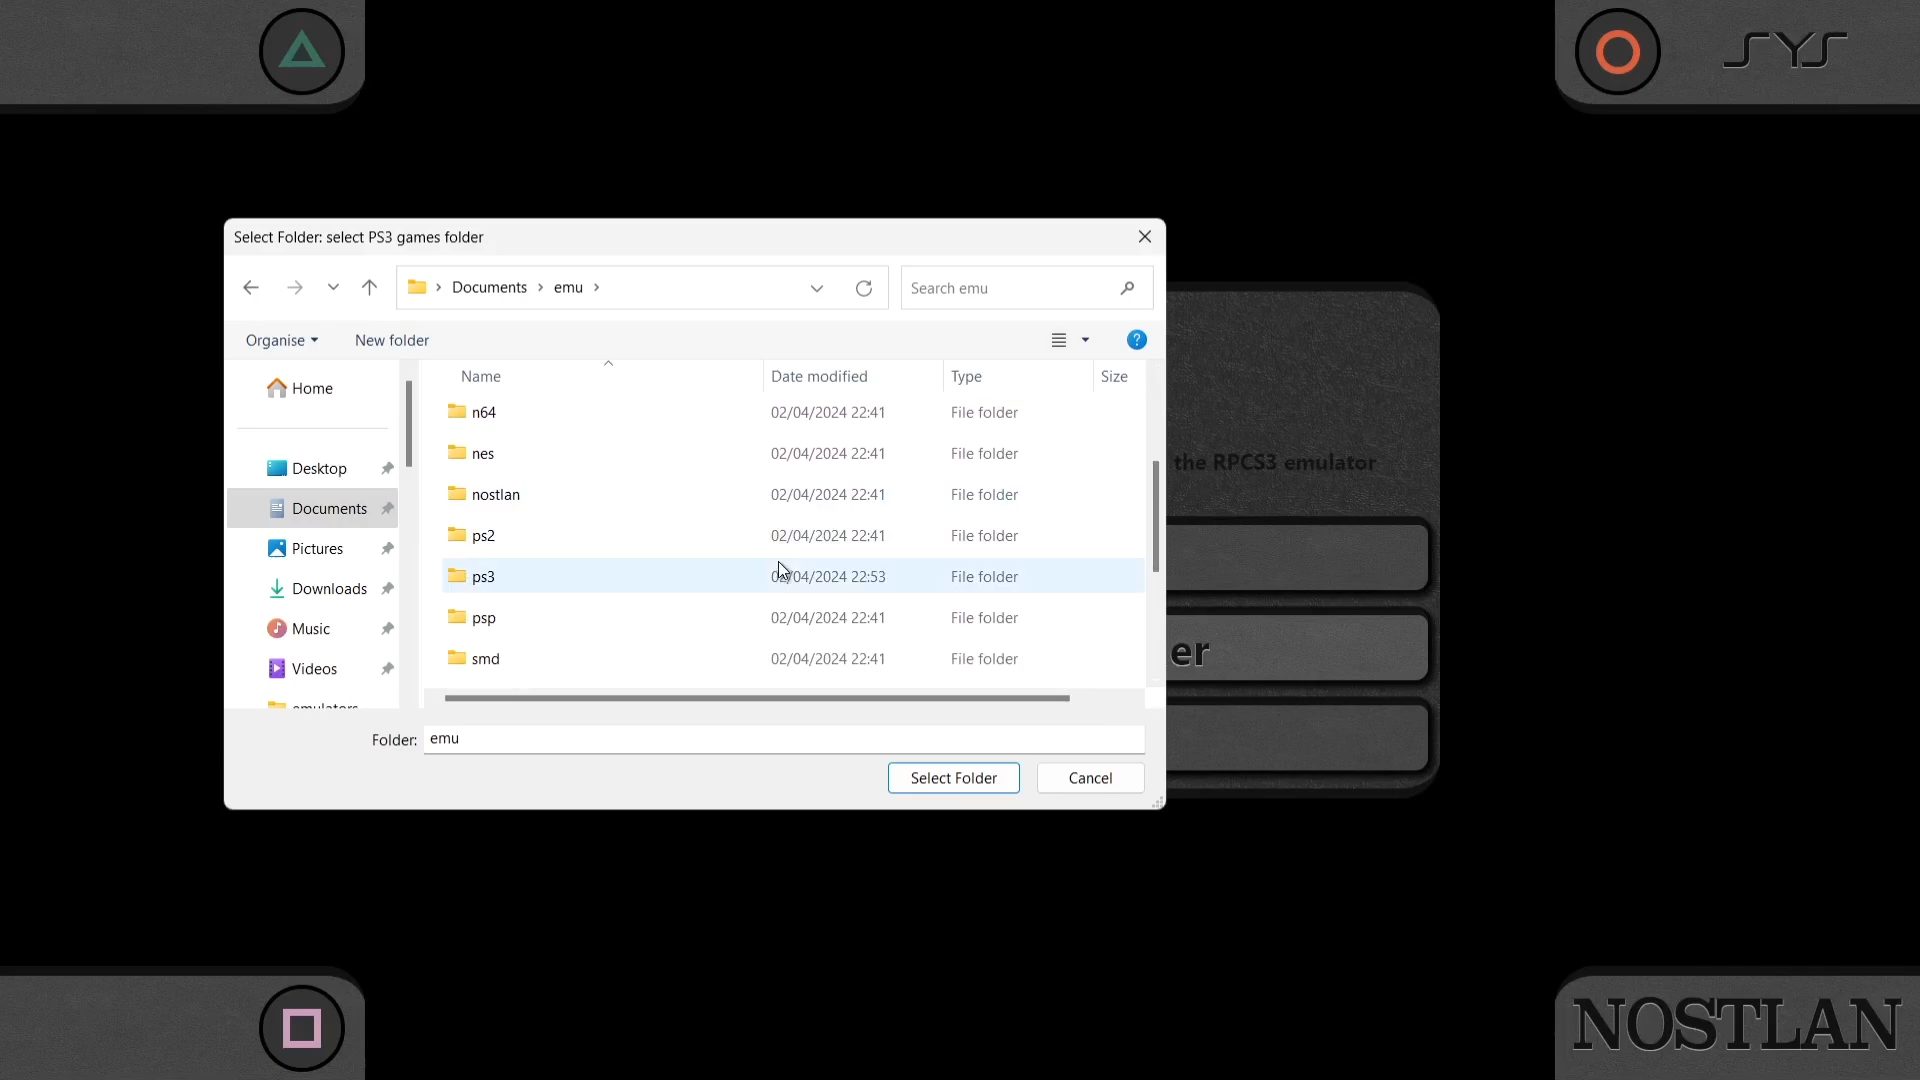 SYS
Select Folder: select PS3 games folder
Documents > emu >
Search emu
Organise
New folder
Name
Date modified
Type
Size
Home
Desktop
Documents
Pictures
Downloads
Music
Videos
n64 02/04/2024 22:41 File folder
nes 02/04/2024 22:41 File folder
nostlan 02/04/2024 22:41 File folder
ps2 02/04/2024 22:41 File folder
ps3 02/04/2024 22:53 File folder
psp 02/04/2024 22:41 File folder
smd 02/04/2024 22:41 File folder
emulators
Folder: emu
Select Folder
Cancel
the RPCS3 emulator
er
NOSTLAN